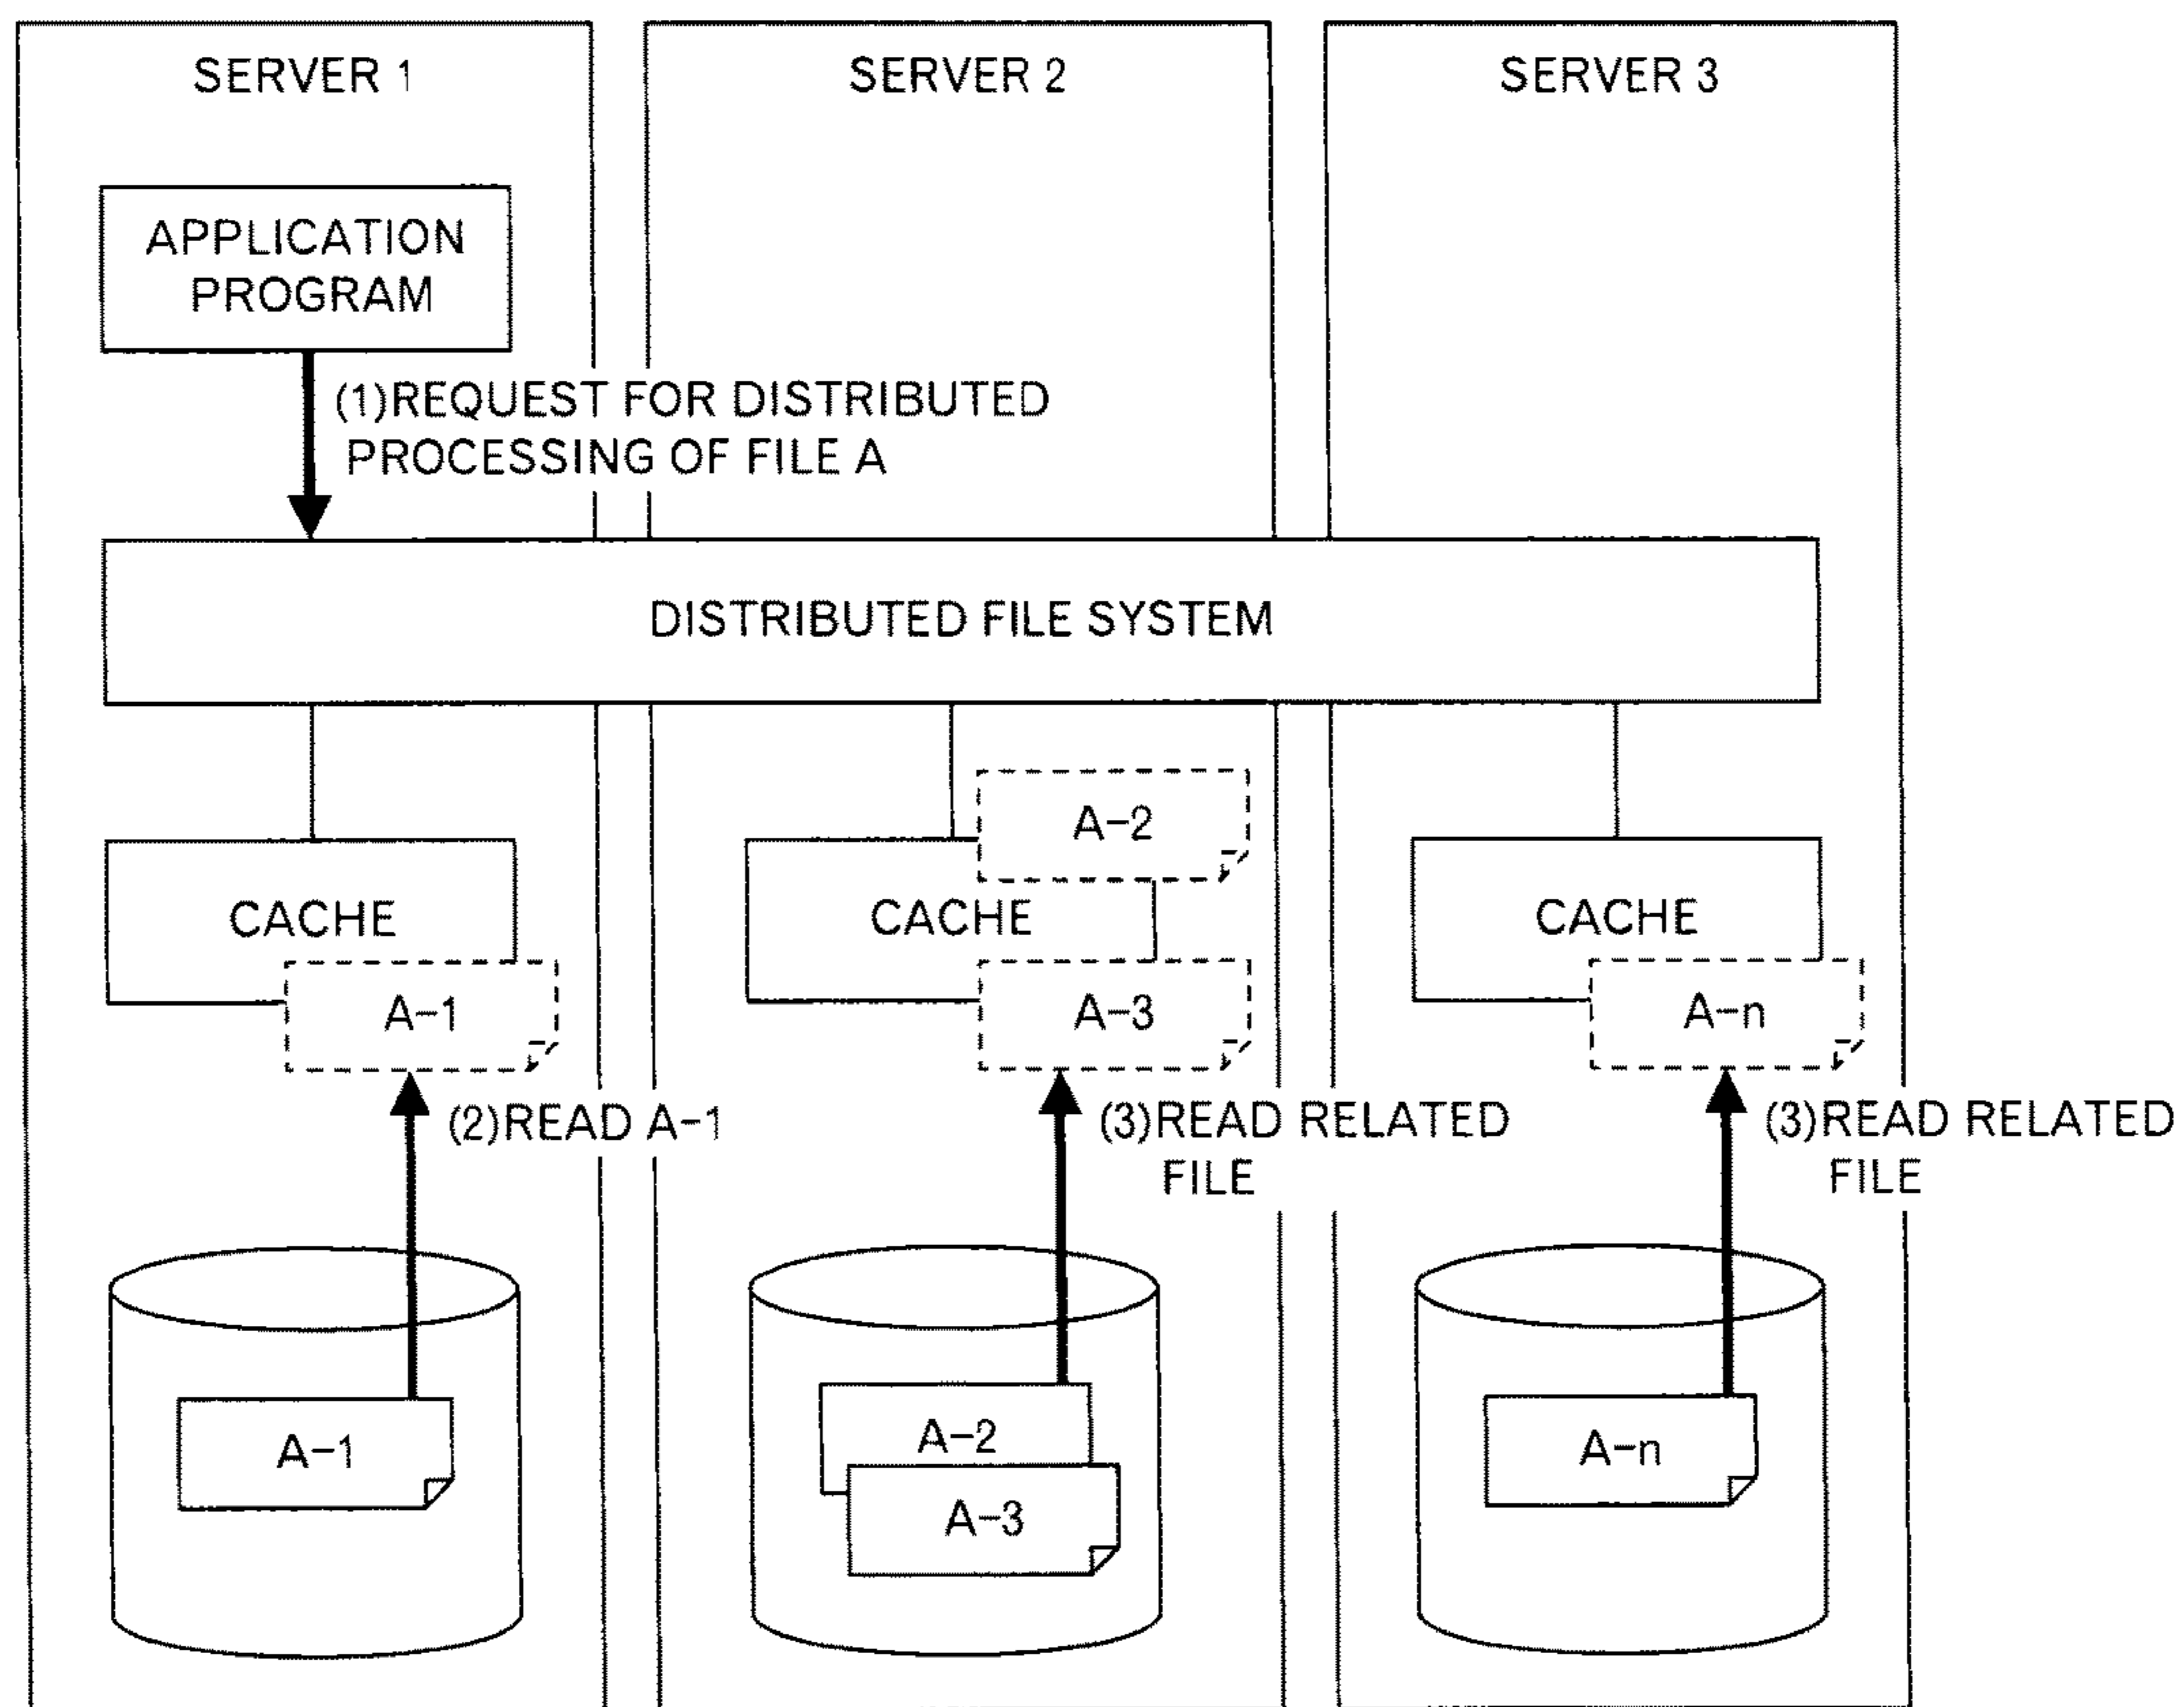 SERVER 1
SERVER 2
SERVER 3
APPLICATION
PROGRAM
(1)REQUEST FOR DISTRIBUTED
PROCESSING OF FILE A
DISTRIBUTED FILE SYSTEM
A-2
CACHE
CACHE
CACHE
A-1
A-3
A-n
(2)READ A-1
(3)READ RELATED
FILE
(3)READ RELATED
FILE
A-1
A-2
A-3
A-n